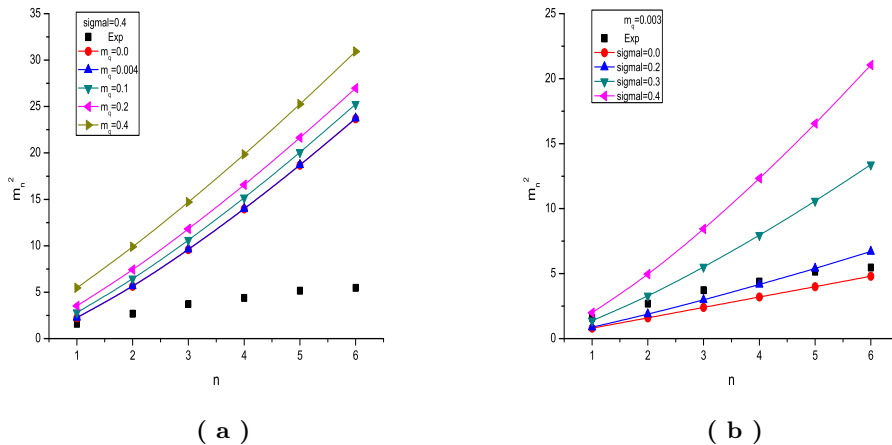 sigmal=0.4
Exp
m_q=0.0
m_q=0.004
m_q=0.1
m_q=0.2
m_q=0.4
35
30
25
20
15
10
5
0
m_n^2
1 2 3 4 5 6
n
( a )
m_q=0.003
Exp
sigmal=0.0
sigmal=0.2
sigmal=0.3
sigmal=0.4
25
20
15
10
5
0
m_n^2
1 2 3 4 5 6
n
( b )